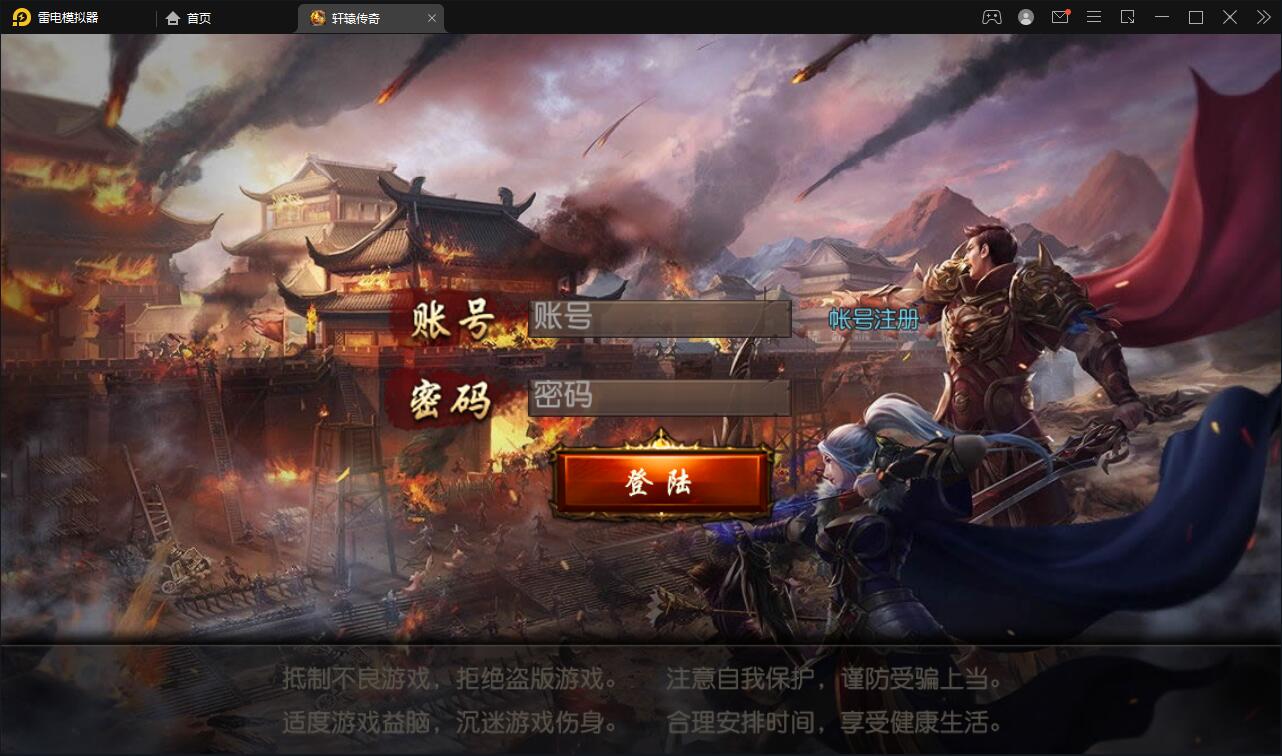 雷电模拟器 首页 轩辕传奇
账号 账号 帐号注册
密码 密码
登陆
抵制不良游戏，拒绝盗版游戏。 注意自我保护，谨防受骗上当。
适度游戏益脑，沉迷游戏伤身。 合理安排时间，享受健康生活。